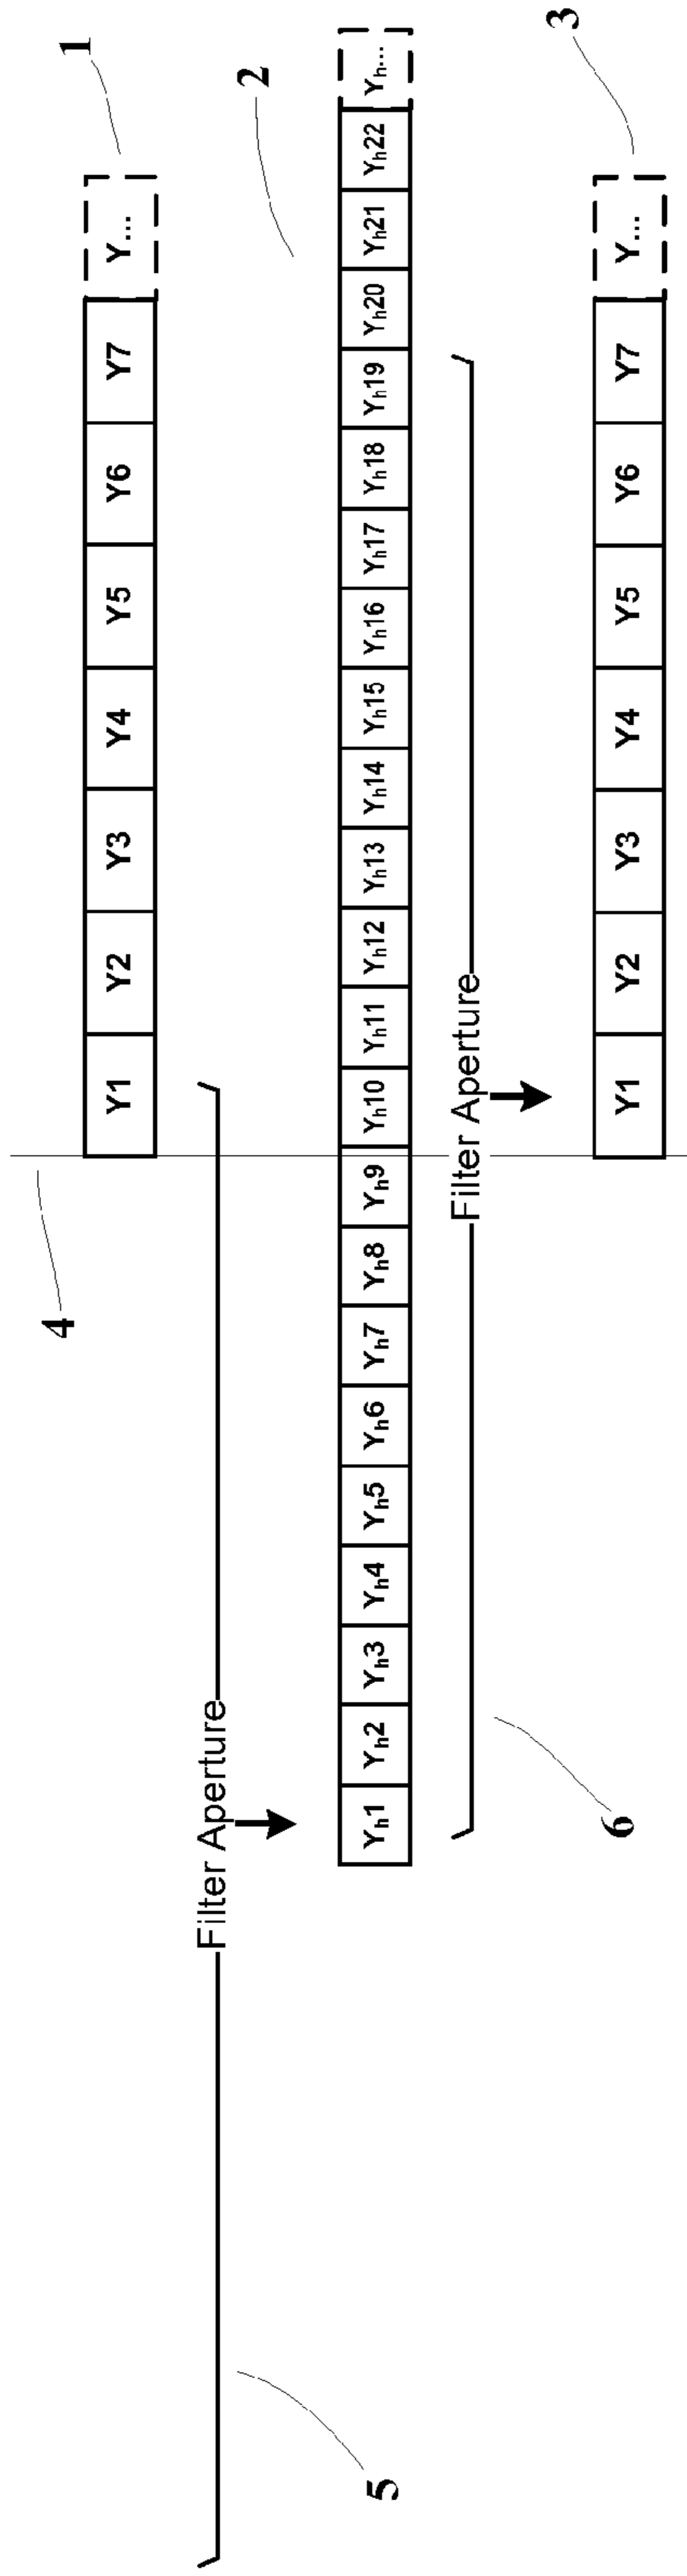 1
Y1 Y2 Y3 Y4 Y5 Y6 Y7 Y...
4
Filter Aperture
5
2
Yh1 Yh2 Yh3 Yh4 Yh5 Yh6 Yh7 Yh8 Yh9 Yh10 Yh11 Yh12 Yh13 Yh14 Yh15 Yh16 Yh17 Yh18 Yh19 Yh20 Yh21 Yh22 Yh...
Filter Aperture
6
3
Y1 Y2 Y3 Y4 Y5 Y6 Y7 Y...